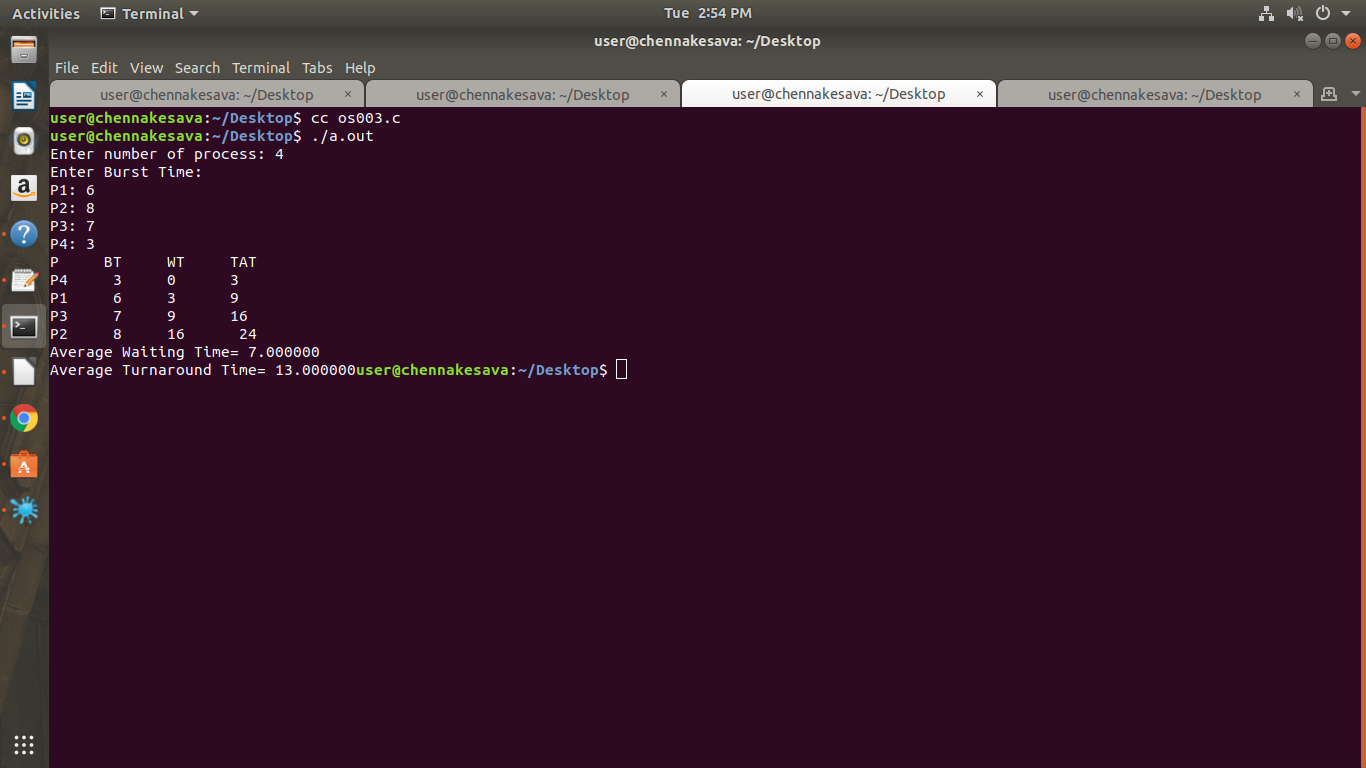 Activities Terminal Tue 2:54 PM
user@chennakesava: ~/Desktop
File Edit View Search Terminal Tabs Help
user@chennakesava: ~/Desktop × user@chennakesava: ~/Desktop × user@chennakesava: ~/Desktop × user@chennakesava: ~/Desktop ×
user@chennakesava:~/Desktop$ cc os003.c
user@chennakesava:~/Desktop$ ./a.out
Enter number of process: 4
Enter Burst Time:
P1: 6
P2: 8
P3: 7
P4: 3
P BT WT TAT
P4 3 0 3
P1 6 3 9
P3 7 9 16
P2 8 16 24
Average Waiting Time= 7.000000
Average Turnaround Time= 13.000000user@chennakesava:~/Desktop$